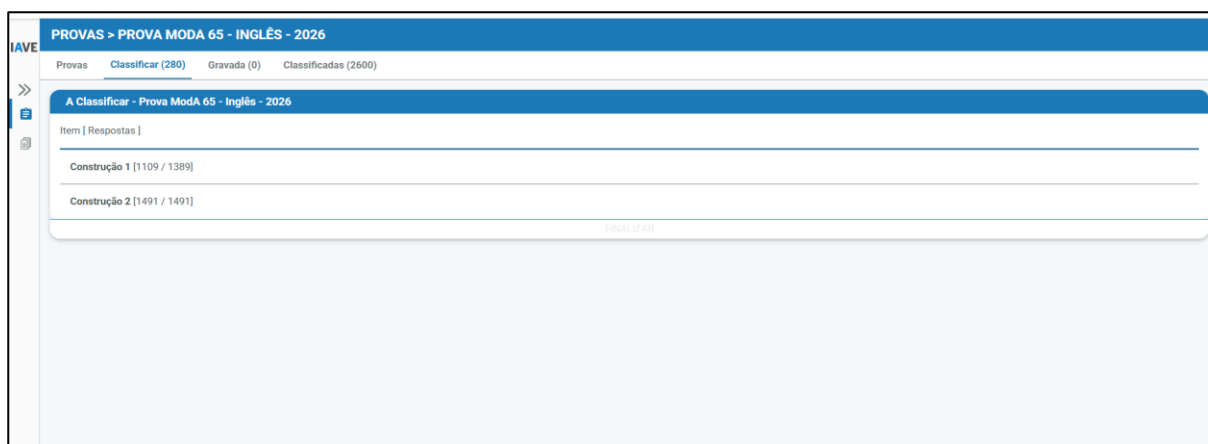 IAVE
PROVAS > PROVA MODA 65 - INGLÊS - 2026
Provas Classificar (280) Gravada (0) Classificadas (2600)
A Classificar - Prova ModA 65 - Inglês - 2026
Item [ Respostas ]
Construção 1 [1109 / 1389]
Construção 2 [1491 / 1491]
FINALIZAR